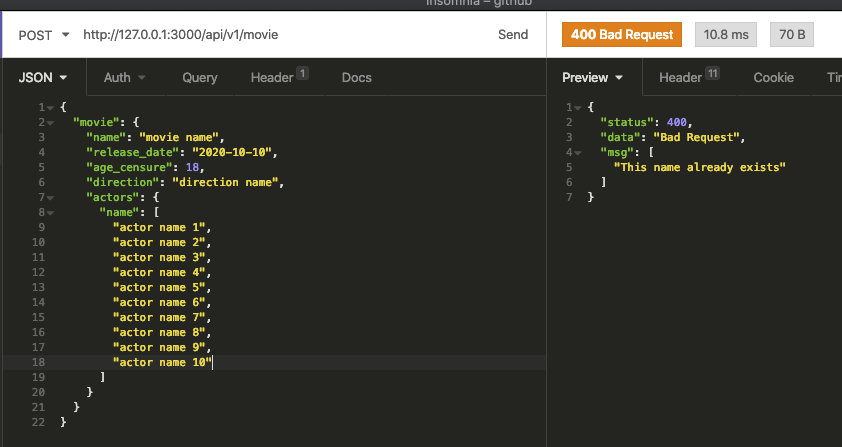 Insomnia – github
POST http://127.0.0.1:3000/api/v1/movie Send 400 Bad Request 10.8 ms 70 B
JSON Auth Query Header 1 Docs Preview Header 11 Cookie
1 {
2 "movie": {
3 "name": "movie name",
4 "release_date": "2020-10-10",
5 "age_censure": 18,
6 "direction": "direction name",
7 "actors": {
8 "name": [
9 "actor name 1",
10 "actor name 2",
11 "actor name 3",
12 "actor name 4",
13 "actor name 5",
14 "actor name 6",
15 "actor name 7",
16 "actor name 8",
17 "actor name 9",
18 "actor name 10"
19 ]
20 }
21 }
22 }
1 {
2 "status": 400,
3 "data": "Bad Request",
4 "msg": [
5 "This name already exists"
6 ]
7 }